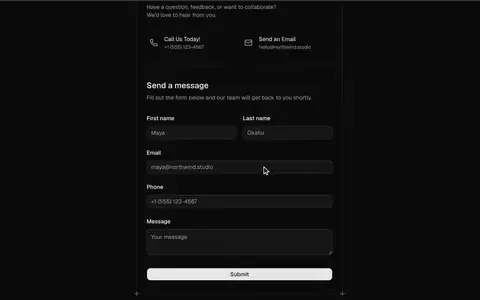 Have a question, feedback, or want to collaborate?
We'd love to hear from you.
Call Us Today!
+1 (555) 123-4567
Send an Email
hello@northwind.studio
Send a message
Fill out the form below and our team will get back to you shortly.
First name
Last name
Maya
Okafor
Email
maya@northwind.studio
Phone
+1 (555) 123-4567
Message
Your message
Submit